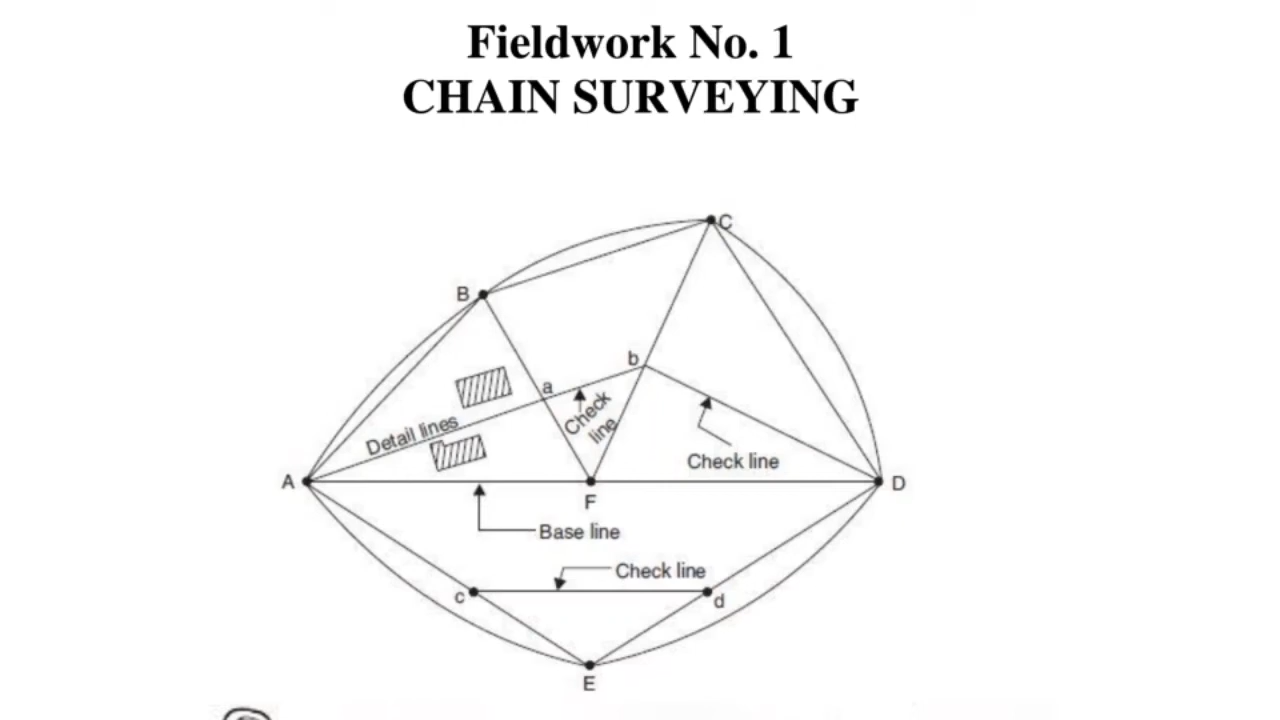 Fieldwork No. 1
CHAIN SURVEYING
C
B
b
a
Detail lines
Check
line
Check line
A
F
D
Base line
Check line
c
d
E